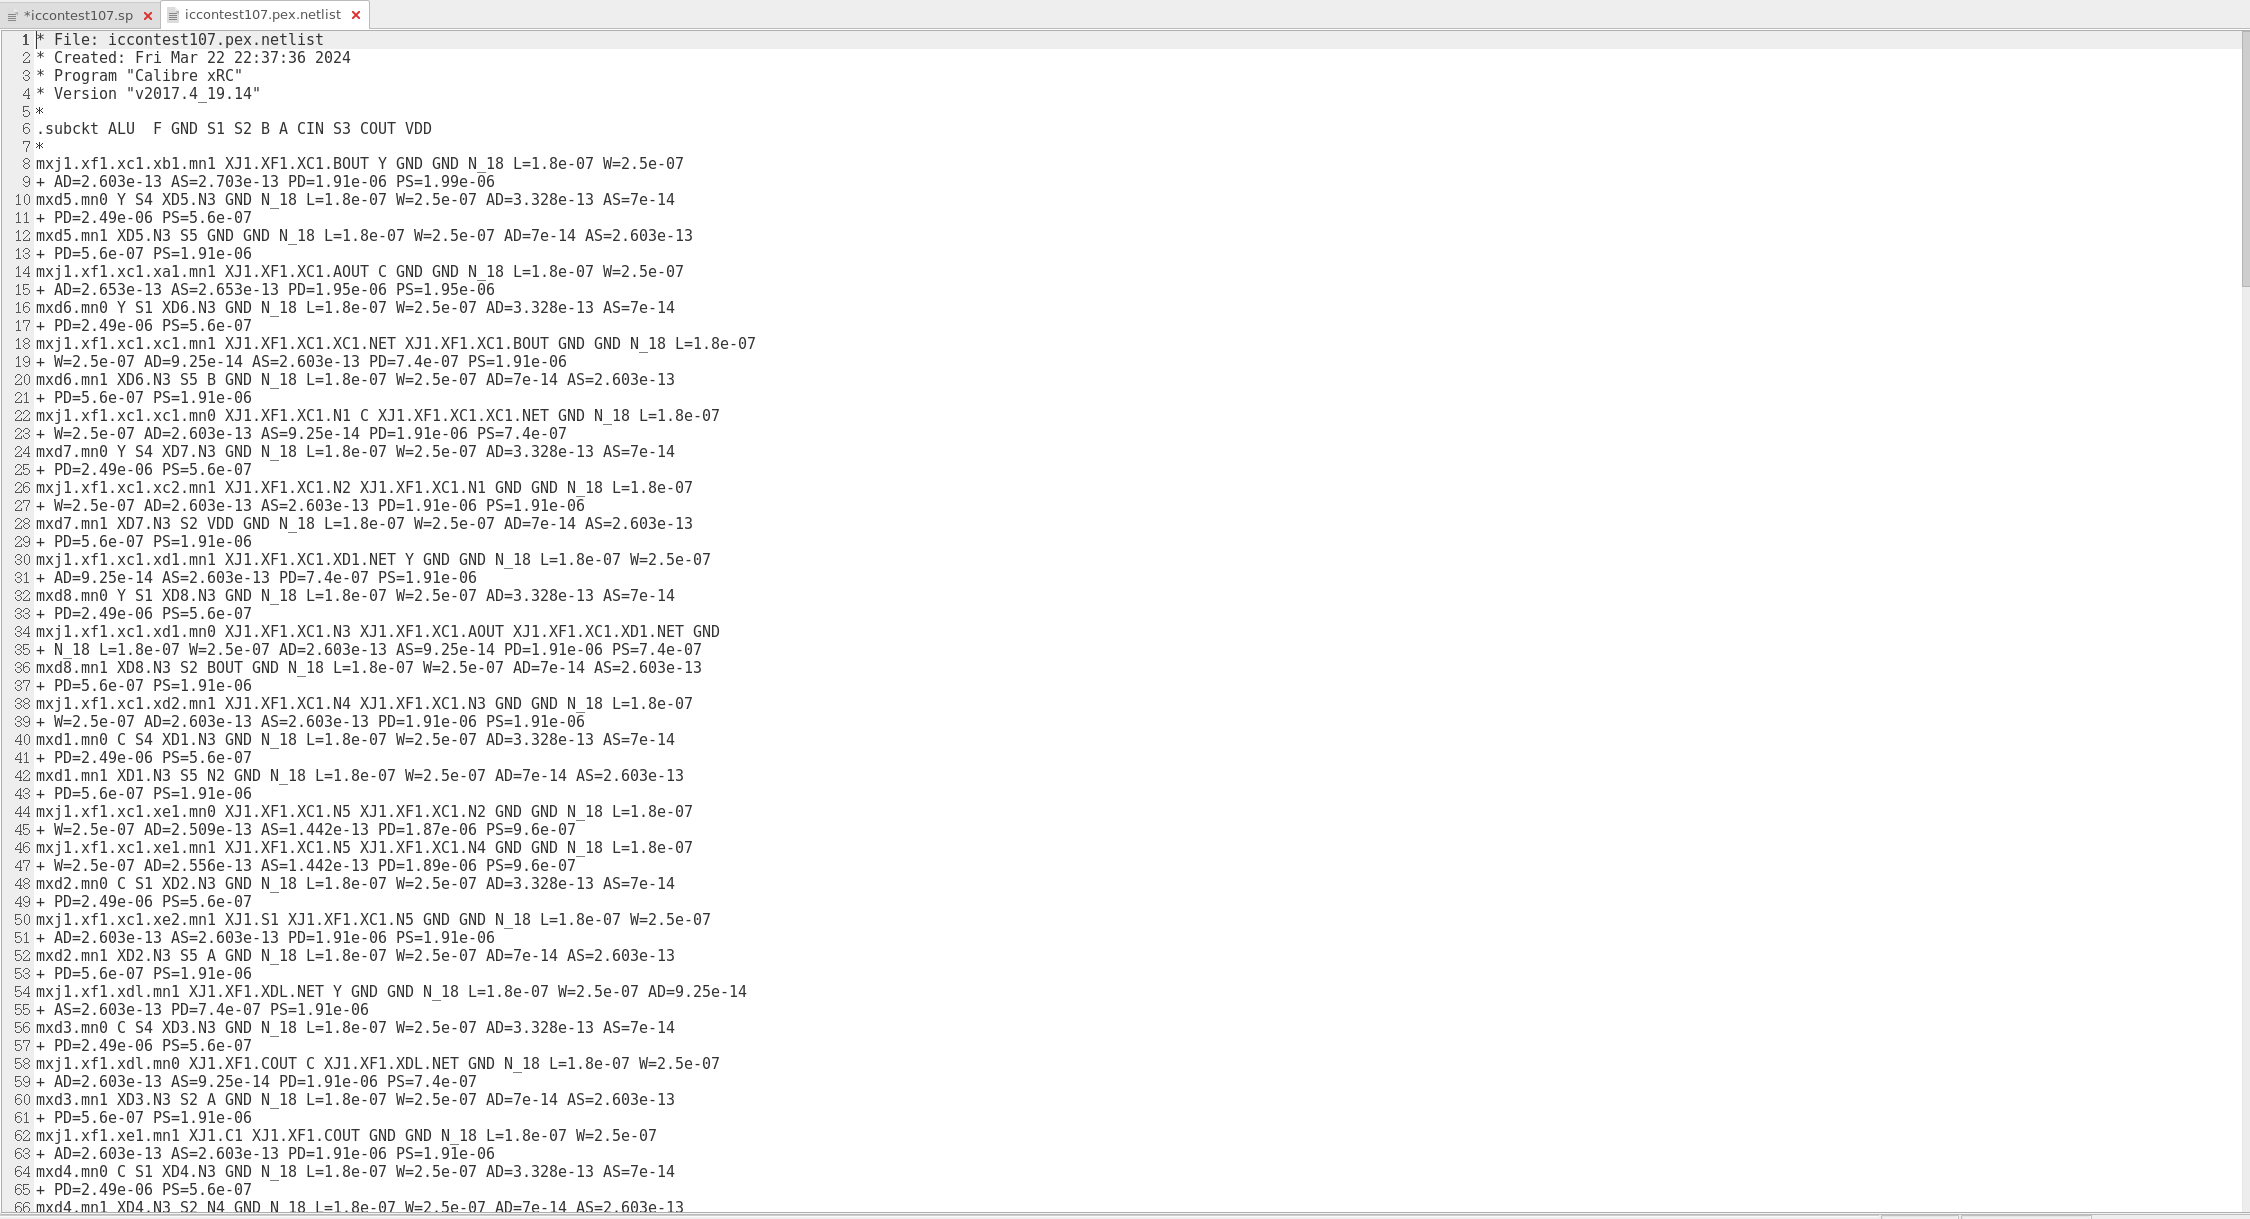 *iccontest107.sp
iccontest107.pex.netlist
1 * File: iccontest107.pex.netlist
2 * Created: Fri Mar 22 22:37:36 2024
3 * Program "Calibre xRC"
4 * Version "v2017.4_19.14"
5 *
6 .subckt ALU  F GND S1 S2 B A CIN S3 COUT VDD
7 *
8 mxj1.xf1.xc1.xb1.mn1 XJ1.XF1.XC1.BOUT Y GND GND N_18 L=1.8e-07 W=2.5e-07
9 + AD=2.603e-13 AS=2.703e-13 PD=1.91e-06 PS=1.99e-06
10 mxd5.mn0 Y S4 XD5.N3 GND N_18 L=1.8e-07 W=2.5e-07 AD=3.328e-13 AS=7e-14
11 + PD=2.49e-06 PS=5.6e-07
12 mxd5.mn1 XD5.N3 S5 GND GND N_18 L=1.8e-07 W=2.5e-07 AD=7e-14 AS=2.603e-13
13 + PD=5.6e-07 PS=1.91e-06
14 mxj1.xf1.xc1.xa1.mn1 XJ1.XF1.XC1.AOUT C GND GND N_18 L=1.8e-07 W=2.5e-07
15 + AD=2.653e-13 AS=2.653e-13 PD=1.95e-06 PS=1.95e-06
16 mxd6.mn0 Y S1 XD6.N3 GND N_18 L=1.8e-07 W=2.5e-07 AD=3.328e-13 AS=7e-14
17 + PD=2.49e-06 PS=5.6e-07
18 mxj1.xf1.xc1.xc1.mn1 XJ1.XF1.XC1.XC1.NET XJ1.XF1.XC1.BOUT GND GND N_18 L=1.8e-07
19 + W=2.5e-07 AD=9.25e-14 AS=2.603e-13 PD=7.4e-07 PS=1.91e-06
20 mxd6.mn1 XD6.N3 S5 B GND N_18 L=1.8e-07 W=2.5e-07 AD=7e-14 AS=2.603e-13
21 + PD=5.6e-07 PS=1.91e-06
22 mxj1.xf1.xc1.xc1.mn0 XJ1.XF1.XC1.N1 C XJ1.XF1.XC1.XC1.NET GND N_18 L=1.8e-07
23 + W=2.5e-07 AD=2.603e-13 AS=9.25e-14 PD=1.91e-06 PS=7.4e-07
24 mxd7.mn0 Y S4 XD7.N3 GND N_18 L=1.8e-07 W=2.5e-07 AD=3.328e-13 AS=7e-14
25 + PD=2.49e-06 PS=5.6e-07
26 mxj1.xf1.xc1.xc2.mn1 XJ1.XF1.XC1.N2 XJ1.XF1.XC1.N1 GND GND N_18 L=1.8e-07
27 + W=2.5e-07 AD=2.603e-13 AS=2.603e-13 PD=1.91e-06 PS=1.91e-06
28 mxd7.mn1 XD7.N3 S2 VDD GND N_18 L=1.8e-07 W=2.5e-07 AD=7e-14 AS=2.603e-13
29 + PD=5.6e-07 PS=1.91e-06
30 mxj1.xf1.xc1.xd1.mn1 XJ1.XF1.XC1.XD1.NET Y GND GND N_18 L=1.8e-07 W=2.5e-07
31 + AD=9.25e-14 AS=2.603e-13 PD=7.4e-07 PS=1.91e-06
32 mxd8.mn0 Y S1 XD8.N3 GND N_18 L=1.8e-07 W=2.5e-07 AD=3.328e-13 AS=7e-14
33 + PD=2.49e-06 PS=5.6e-07
34 mxj1.xf1.xc1.xd1.mn0 XJ1.XF1.XC1.N3 XJ1.XF1.XC1.AOUT XJ1.XF1.XC1.XD1.NET GND
35 + N_18 L=1.8e-07 W=2.5e-07 AD=2.603e-13 AS=9.25e-14 PD=1.91e-06 PS=7.4e-07
36 mxd8.mn1 XD8.N3 S2 BOUT GND N_18 L=1.8e-07 W=2.5e-07 AD=7e-14 AS=2.603e-13
37 + PD=5.6e-07 PS=1.91e-06
38 mxj1.xf1.xc1.xd2.mn1 XJ1.XF1.XC1.N4 XJ1.XF1.XC1.N3 GND GND N_18 L=1.8e-07
39 + W=2.5e-07 AD=2.603e-13 AS=2.603e-13 PD=1.91e-06 PS=1.91e-06
40 mxd1.mn0 C S4 XD1.N3 GND N_18 L=1.8e-07 W=2.5e-07 AD=3.328e-13 AS=7e-14
41 + PD=2.49e-06 PS=5.6e-07
42 mxd1.mn1 XD1.N3 S5 N2 GND N_18 L=1.8e-07 W=2.5e-07 AD=7e-14 AS=2.603e-13
43 + PD=5.6e-07 PS=1.91e-06
44 mxj1.xf1.xc1.xe1.mn0 XJ1.XF1.XC1.N5 XJ1.XF1.XC1.N2 GND GND N_18 L=1.8e-07
45 + W=2.5e-07 AD=2.509e-13 AS=1.442e-13 PD=1.87e-06 PS=9.6e-07
46 mxj1.xf1.xc1.xe1.mn1 XJ1.XF1.XC1.N5 XJ1.XF1.XC1.N4 GND GND N_18 L=1.8e-07
47 + W=2.5e-07 AD=2.556e-13 AS=1.442e-13 PD=1.89e-06 PS=9.6e-07
48 mxd2.mn0 C S1 XD2.N3 GND N_18 L=1.8e-07 W=2.5e-07 AD=3.328e-13 AS=7e-14
49 + PD=2.49e-06 PS=5.6e-07
50 mxj1.xf1.xc1.xe2.mn1 XJ1.S1 XJ1.XF1.XC1.N5 GND GND N_18 L=1.8e-07 W=2.5e-07
51 + AD=2.603e-13 AS=2.603e-13 PD=1.91e-06 PS=1.91e-06
52 mxd2.mn1 XD2.N3 S5 A GND N_18 L=1.8e-07 W=2.5e-07 AD=7e-14 AS=2.603e-13
53 + PD=5.6e-07 PS=1.91e-06
54 mxj1.xf1.xdl.mn1 XJ1.XF1.XDL.NET Y GND GND N_18 L=1.8e-07 W=2.5e-07 AD=9.25e-14
55 + AS=2.603e-13 PD=7.4e-07 PS=1.91e-06
56 mxd3.mn0 C S4 XD3.N3 GND N_18 L=1.8e-07 W=2.5e-07 AD=3.328e-13 AS=7e-14
57 + PD=2.49e-06 PS=5.6e-07
58 mxj1.xf1.xdl.mn0 XJ1.XF1.COUT C XJ1.XF1.XDL.NET GND N_18 L=1.8e-07 W=2.5e-07
59 + AD=2.603e-13 AS=9.25e-14 PD=1.91e-06 PS=7.4e-07
60 mxd3.mn1 XD3.N3 S2 A GND N_18 L=1.8e-07 W=2.5e-07 AD=7e-14 AS=2.603e-13
61 + PD=5.6e-07 PS=1.91e-06
62 mxj1.xf1.xe1.mn1 XJ1.C1 XJ1.XF1.COUT GND GND N_18 L=1.8e-07 W=2.5e-07
63 + AD=2.603e-13 AS=2.603e-13 PD=1.91e-06 PS=1.91e-06
64 mxd4.mn0 C S1 XD4.N3 GND N_18 L=1.8e-07 W=2.5e-07 AD=3.328e-13 AS=7e-14
65 + PD=2.49e-06 PS=5.6e-07
66 mxd4.mn1 XD4.N3 S2 N4 GND N_18 L=1.8e-07 W=2.5e-07 AD=7e-14 AS=2.603e-13